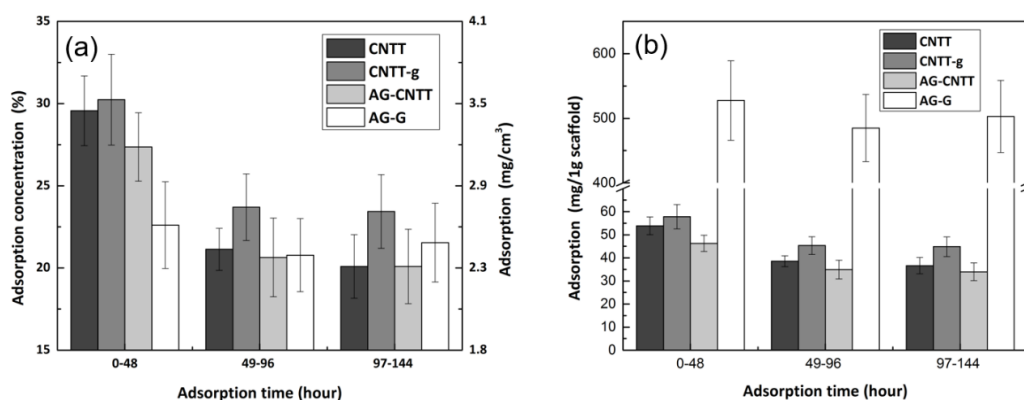 (a)
CNTT
CNTT-g
AG-CNTT
AG-G
Adsorption concentration (%)
35
30
25
20
15
Adsorption (mg/cm³)
4.1
3.5
2.9
2.3
1.8
0-48
49-96
97-144
Adsorption time (hour)
(b)
CNTT
CNTT-g
AG-CNTT
AG-G
Adsorption (mg/1g scaffold)
600
500
400
60
50
40
30
20
10
0
0-48
49-96
97-144
Adsorption time (hour)